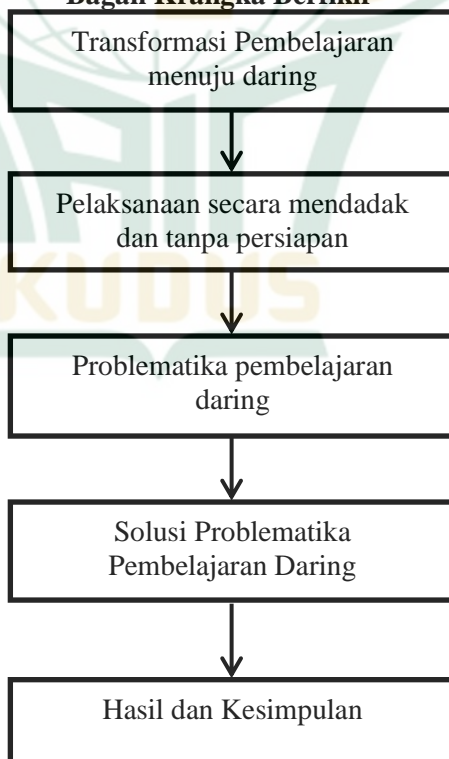 Bagan Krangka Berfikir
Transformasi Pembelajaran
menuju daring
Pelaksanaan secara mendadak
dan tanpa persiapan
KUDUS
Problematika pembelajaran
daring
Solusi Problematika
Pembelajaran Daring
Hasil dan Kesimpulan